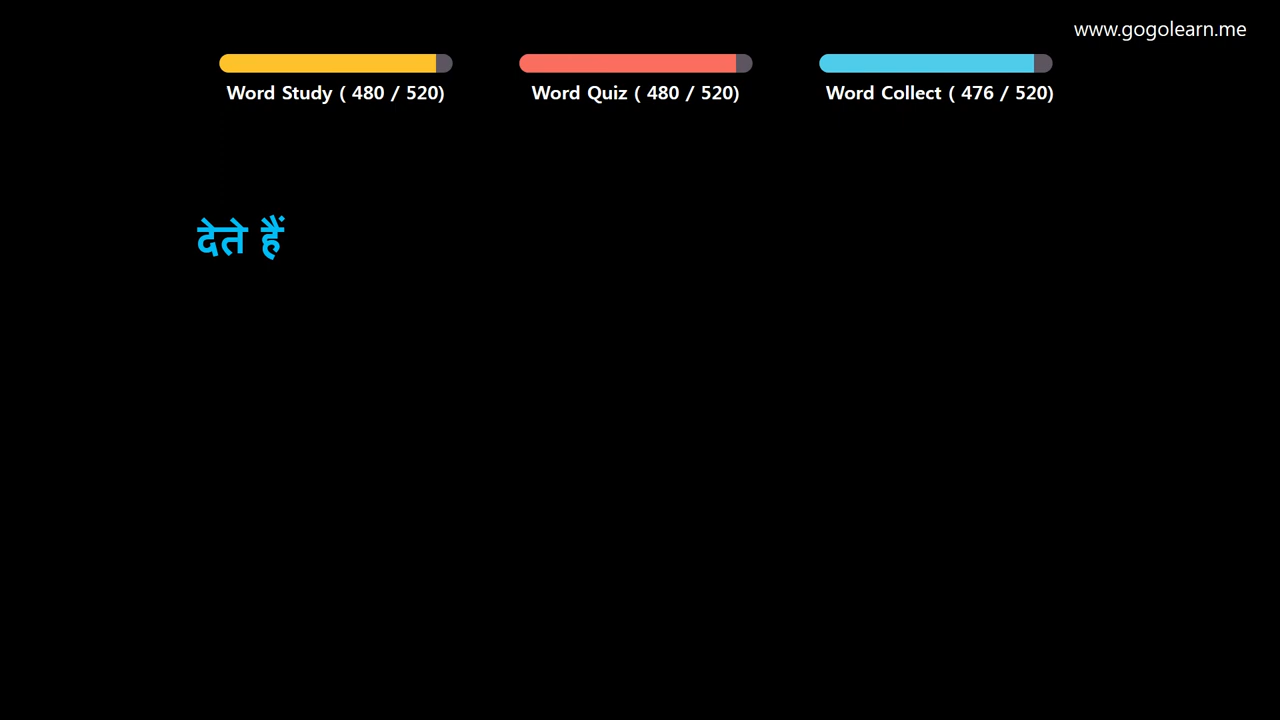 www.gogolearn.me
Word Study ( 480 / 520)
Word Quiz ( 480 / 520)
Word Collect ( 476 / 520)
देते हैं